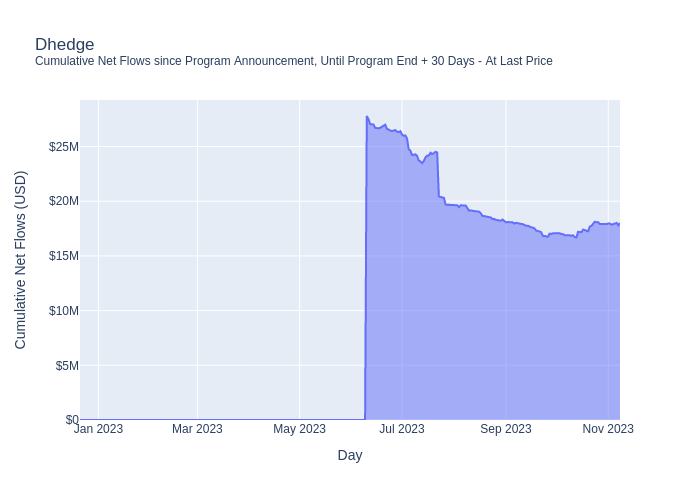 Dhedge
Cumulative Net Flows since Program Announcement, Until Program End + 30 Days - At Last Price
Cumulative Net Flows (USD)
$25M
$20M
$15M
$10M
$5M
$0
Jan 2023 Mar 2023 May 2023 Jul 2023 Sep 2023 Nov 2023
Day